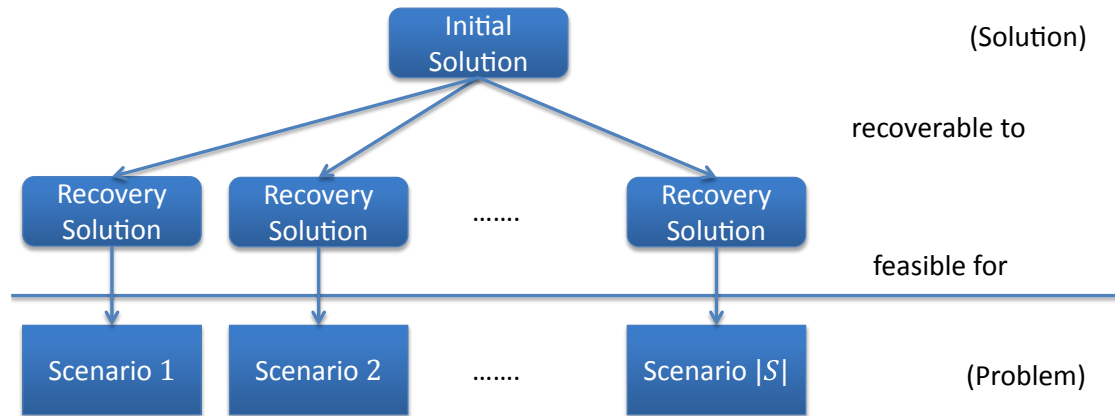 Initial
Solution
(Solution)
recoverable to
Recovery
Solution
Recovery
Solution
.......
Recovery
Solution
feasible for
Scenario 1
Scenario 2
.......
Scenario |S|
(Problem)